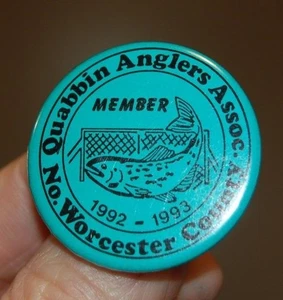 Quabbin Anglers Assoc.
MEMBER
1992 - 1993
No. Worcester County